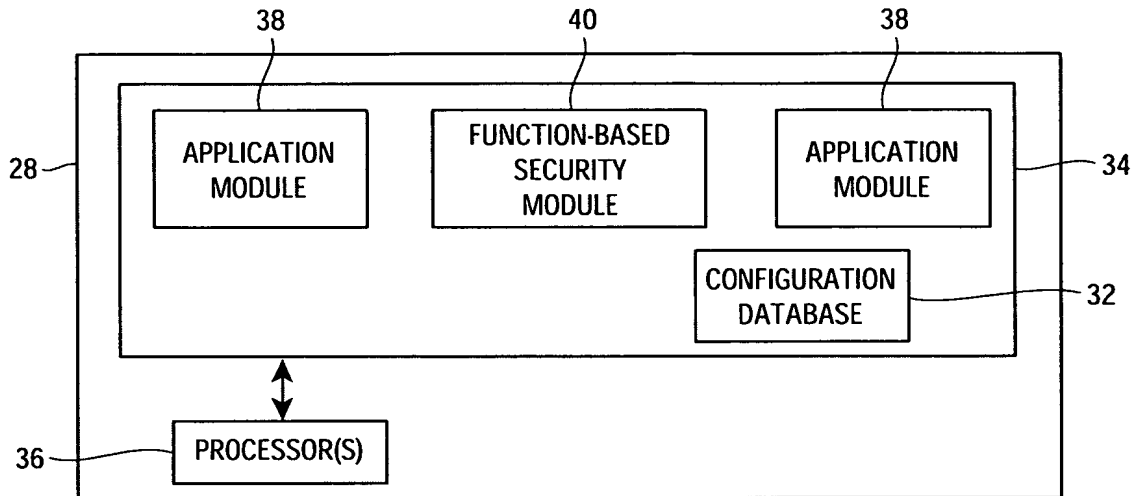 38
40
38
APPLICATION
MODULE
FUNCTION-BASED
SECURITY
MODULE
APPLICATION
MODULE
28
34
CONFIGURATION
DATABASE
32
PROCESSOR(S)
36